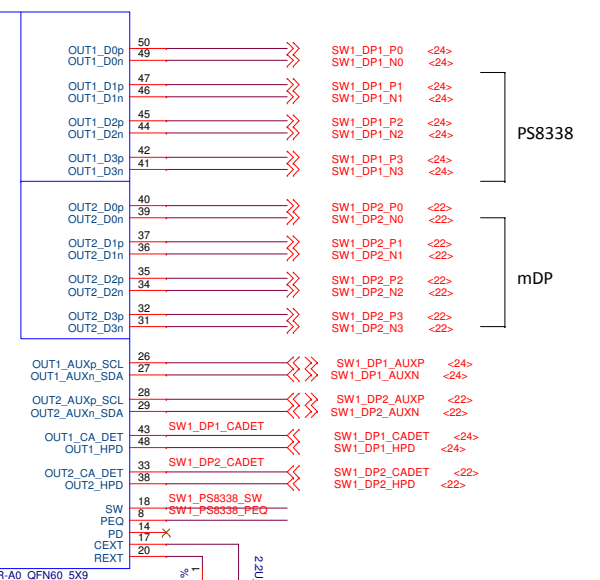 OUT1_D0p 50 SW1_DP1_P0 <24>
OUT1_D0n 49 SW1_DP1_N0 <24>
OUT1_D1p 47 SW1_DP1_P1 <24>
OUT1_D1n 46 SW1_DP1_N1 <24>
OUT1_D2p 45 SW1_DP1_P2 <24>
PS8338
OUT1_D2n 44 SW1_DP1_N2 <24>
OUT1_D3p 42 SW1_DP1_P3 <24>
OUT1_D3n 41 SW1_DP1_N3 <24>
OUT2_D0p 40 SW1_DP2_P0 <22>
OUT2_D0n 39 SW1_DP2_N0 <22>
OUT2_D1p 37 SW1_DP2_P1 <22>
OUT2_D1n 36 SW1_DP2_N1 <22>
OUT2_D2p 35 SW1_DP2_P2 <22>
mDP
OUT2_D2n 34 SW1_DP2_N2 <22>
OUT2_D3p 32 SW1_DP2_P3 <22>
OUT2_D3n 31 SW1_DP2_N3 <22>
OUT1_AUXp_SCL 26 SW1_DP1_AUXP <24>
OUT1_AUXn_SDA 27 SW1_DP1_AUXN <24>
OUT2_AUXp_SCL 28 SW1_DP2_AUXP <22>
OUT2_AUXn_SDA 29 SW1_DP2_AUXN <22>
SW1_DP1_CADET
OUT1_CA_DET 43 SW1_DP1_CADET <24>
OUT1_HPD 48 SW1_DP1_HPD <24>
SW1_DP2_CADET
OUT2_CA_DET 33 SW1_DP2_CADET <22>
OUT2_HPD 38 SW1_DP2_HPD <22>
SW 18 SW1_PS8338_SW
PEQ 8 SW1_PS8338_PEQ
PD 14
CEXT 17
REXT 20
2.2U
% 1
R-A0 QFN60 5X9